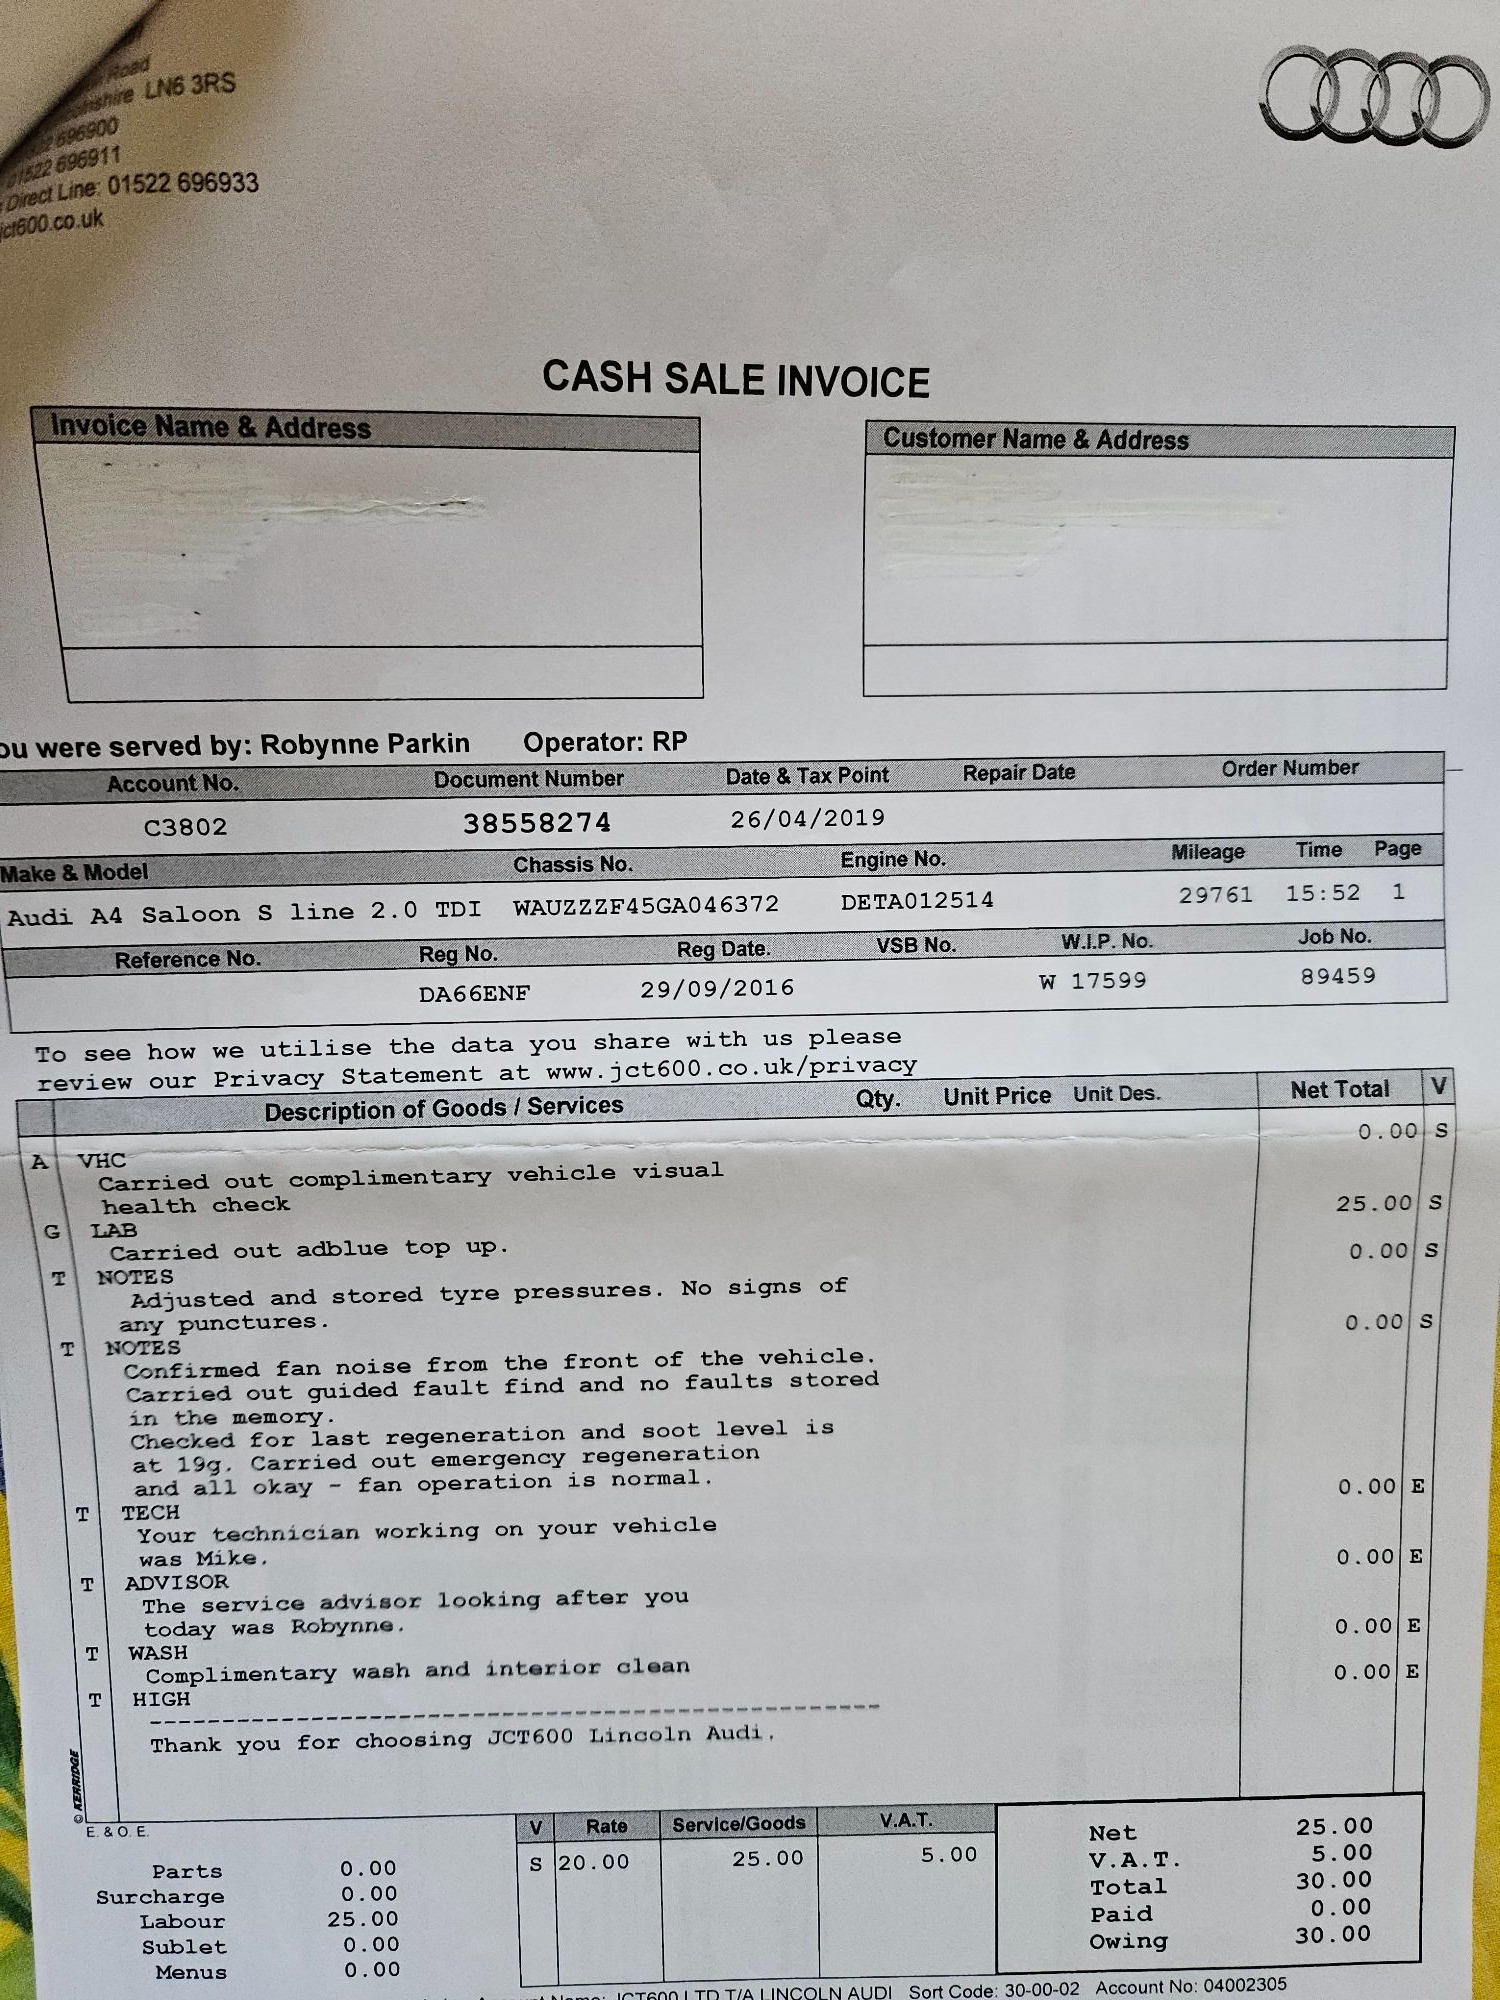 Road
shire LN6 3RS
696900
01522 696911
Direct Line: 01522 696933
jct600.co.uk
CASH SALE INVOICE
Invoice Name & Address
Customer Name & Address
ou were served by: Robynne Parkin Operator: RP
Account No. Document Number Date & Tax Point Repair Date Order Number
C3802 38558274 26/04/2019
Make & Model Chassis No. Engine No. Mileage Time Page
Audi A4 Saloon S line 2.0 TDI WAUZZZF45GA046372 DETA012514 29761 15:52 1
Reference No. Reg No. Reg Date. VSB No. W.I.P. No. Job No.
DA66ENF 29/09/2016 W 17599 89459
To see how we utilise the data you share with us please
review our Privacy Statement at www.jct600.co.uk/privacy
Description of Goods / Services Qty. Unit Price Unit Des. Net Total V
A VHC 0.00 S
Carried out complimentary vehicle visual
health check
G LAB 25.00 S
Carried out adblue top up.
T NOTES 0.00 S
Adjusted and stored tyre pressures. No signs of
any punctures.
T NOTES 0.00 S
Confirmed fan noise from the front of the vehicle.
Carried out guided fault find and no faults stored
in the memory.
Checked for last regeneration and soot level is
at 19g. Carried out emergency regeneration
and all okay - fan operation is normal.
T TECH 0.00 E
Your technician working on your vehicle
was Mike.
T ADVISOR 0.00 E
The service advisor looking after you
today was Robynne.
T WASH 0.00 E
Complimentary wash and interior clean
T HIGH 0.00 E
--------------------------------------------------
Thank you for choosing JCT600 Lincoln Audi.
© KERRIDGE
E. & O. E.
V Rate Service/Goods V.A.T.
S 20.00 25.00 5.00
Parts 0.00
Surcharge 0.00
Labour 25.00
Sublet 0.00
Menus 0.00
Net 25.00
V.A.T. 5.00
Total 30.00
Paid 0.00
Owing 30.00
Name: JCT600 LTD T/A LINCOLN AUDI Sort Code: 30-00-02 Account No: 04002305